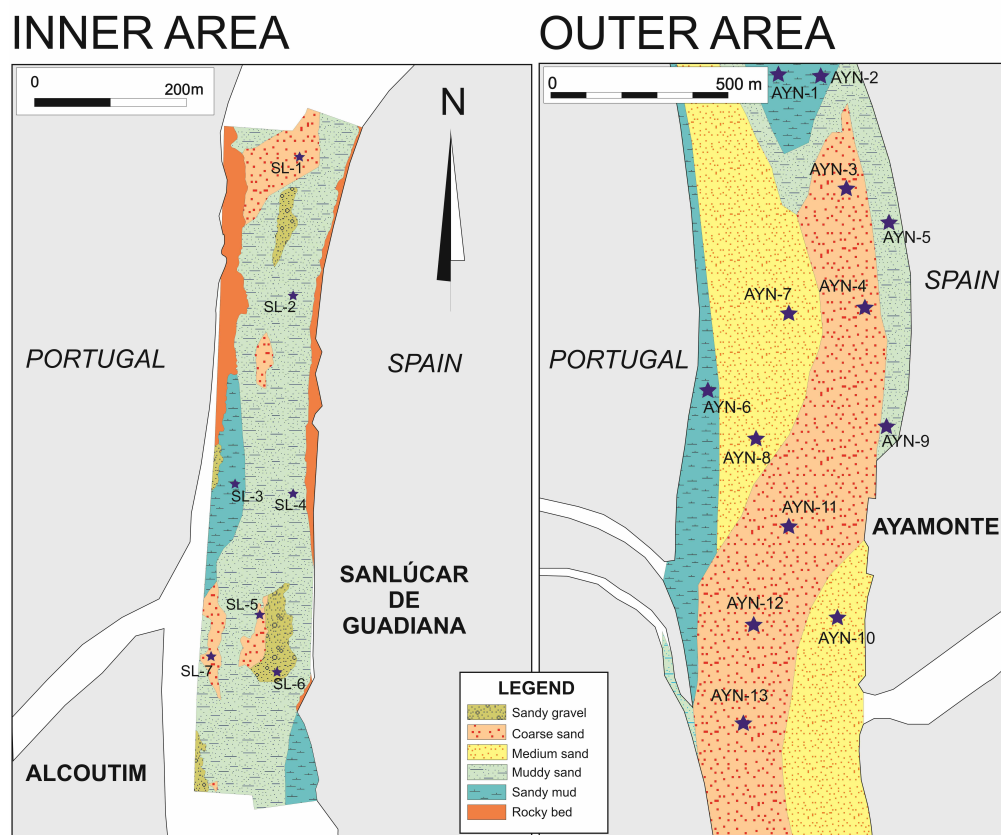 INNER AREA
0
200m
N
SL-1
SL-2
PORTUGAL
SPAIN
SL-3
SL-4
SANLÚCAR
DE
GUADIANA
SL-5
SL-7
SL-6
ALCOUTIM
OUTER AREA
0
500 m
AYN-1
AYN-2
AYN-3
AYN-5
SPAIN
AYN-4
AYN-7
PORTUGAL
AYN-6
AYN-8
AYN-9
AYN-11
AYAMONTE
AYN-12
AYN-10
AYN-13
LEGEND
Sandy gravel
Coarse sand
Medium sand
Muddy sand
Sandy mud
Rocky bed